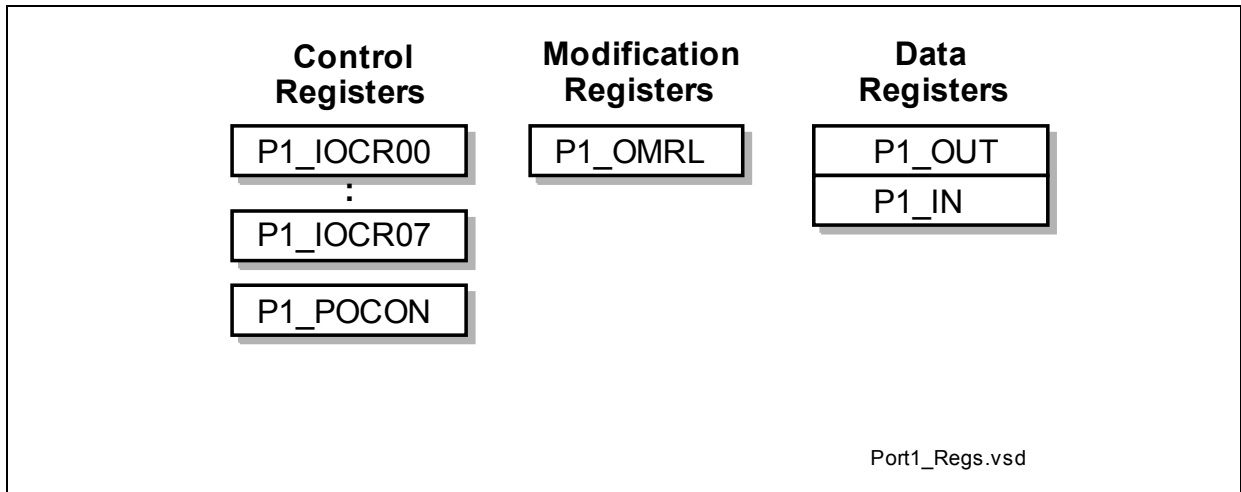 Control
Registers
P1_IOCR00
:
P1_IOCR07
P1_POCON
Modification
Registers
P1_OMRL
Data
Registers
P1_OUT
P1_IN
Port1_Regs.vsd